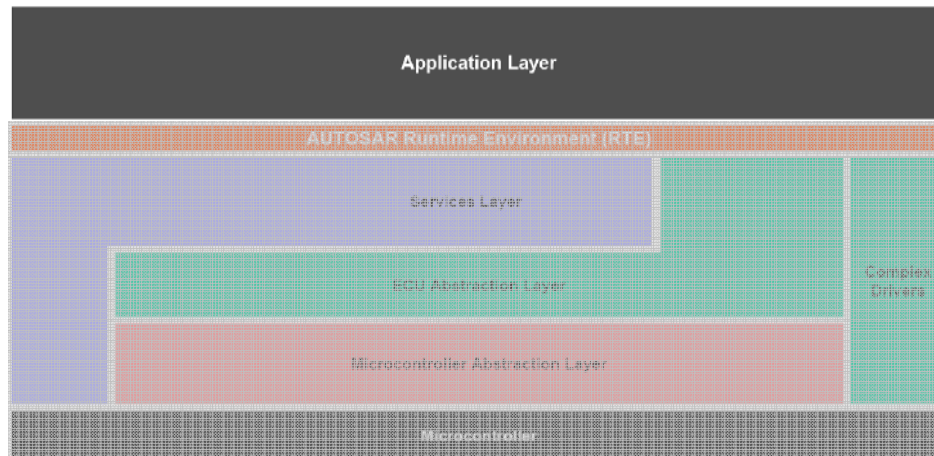 Application Layer
AUTOSAR Runtime Environment (RTE)
Services Layer
ECU Abstraction Layer
Complex
Drivers
Microcontroller Abstraction Layer
Microcontroller